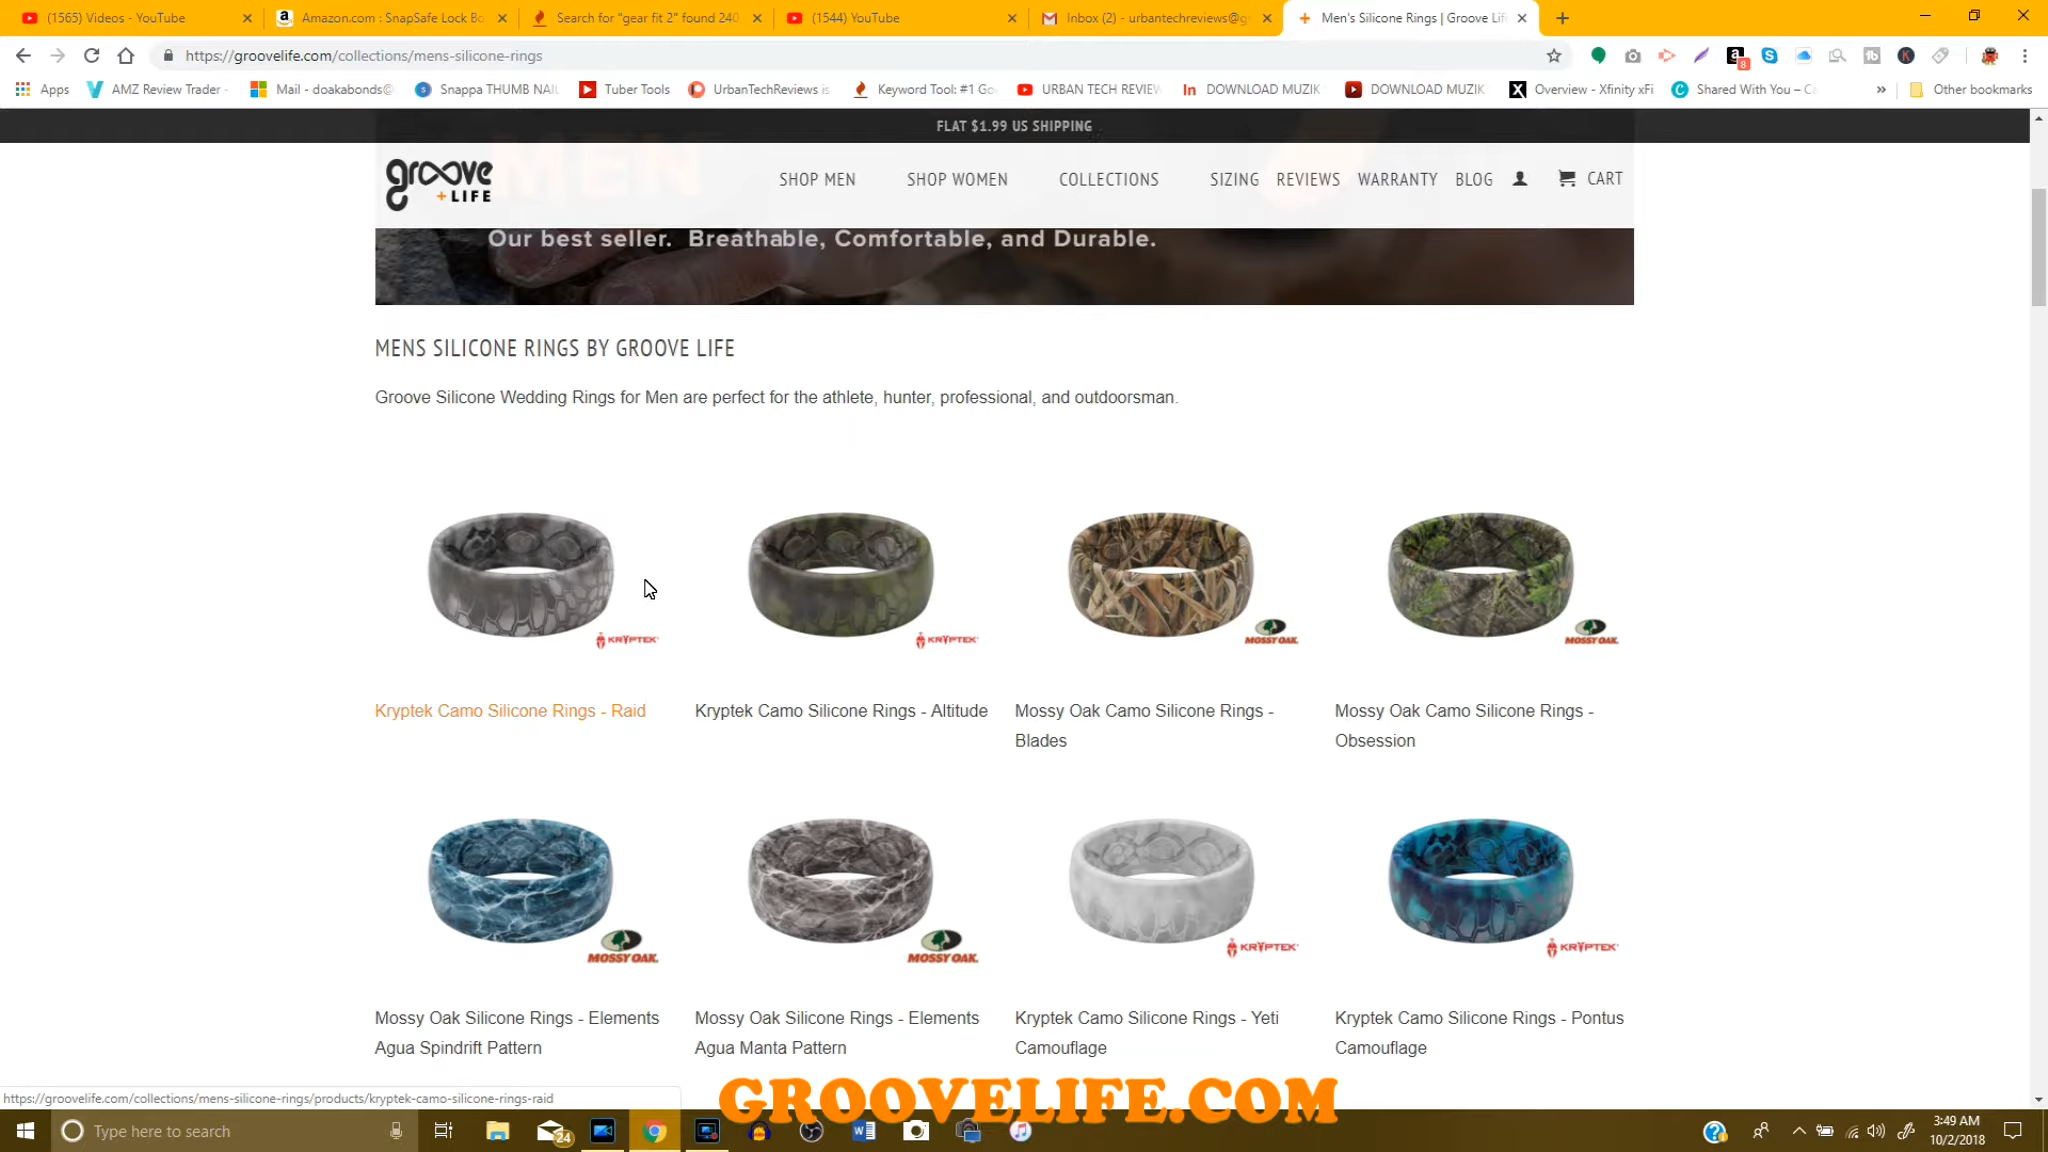 (1565) Videos - YouTube
Amazon.com : SnapSafe Lock Bo
Search for "gear fit 2" found 240
(1544) YouTube
Inbox (2) - urbantechreviews@g
Men's Silicone Rings | Groove Lif
https://groovelife.com/collections/mens-silicone-rings
8
Apps
AMZ Review Trader -
Mail - doakabonds@
Snappa THUMB NAIL
Tuber Tools
UrbanTechReviews is
Keyword Tool: #1 Go
URBAN TECH REVIEW
DOWNLOAD MUZIK
DOWNLOAD MUZIK
Overview - Xfinity xFi
Shared With You – C
Other bookmarks
FLAT $1.99 US SHIPPING
MEN
groove
+ LIFE
SHOP MEN
SHOP WOMEN
COLLECTIONS
SIZING
REVIEWS
WARRANTY
BLOG
CART
Our best seller. Breathable, Comfortable, and Durable.
MENS SILICONE RINGS BY GROOVE LIFE
Groove Silicone Wedding Rings for Men are perfect for the athlete, hunter, professional, and outdoorsman.
KRYPTEK
KRYPTEK
MOSSY OAK.
MOSSY OAK.
Kryptek Camo Silicone Rings - Raid
Kryptek Camo Silicone Rings - Altitude
Mossy Oak Camo Silicone Rings -
Blades
Mossy Oak Camo Silicone Rings -
Obsession
MOSSY OAK.
MOSSY OAK.
KRYPTEK
KRYPTEK
Mossy Oak Silicone Rings - Elements
Agua Spindrift Pattern
Mossy Oak Silicone Rings - Elements
Agua Manta Pattern
Kryptek Camo Silicone Rings - Yeti
Camouflage
Kryptek Camo Silicone Rings - Pontus
Camouflage
https://groovelife.com/collections/mens-silicone-rings/products/kryptek-camo-silicone-rings-raid
GROOVELIFE.COM
Type here to search
24
3:49 AM
10/2/2018